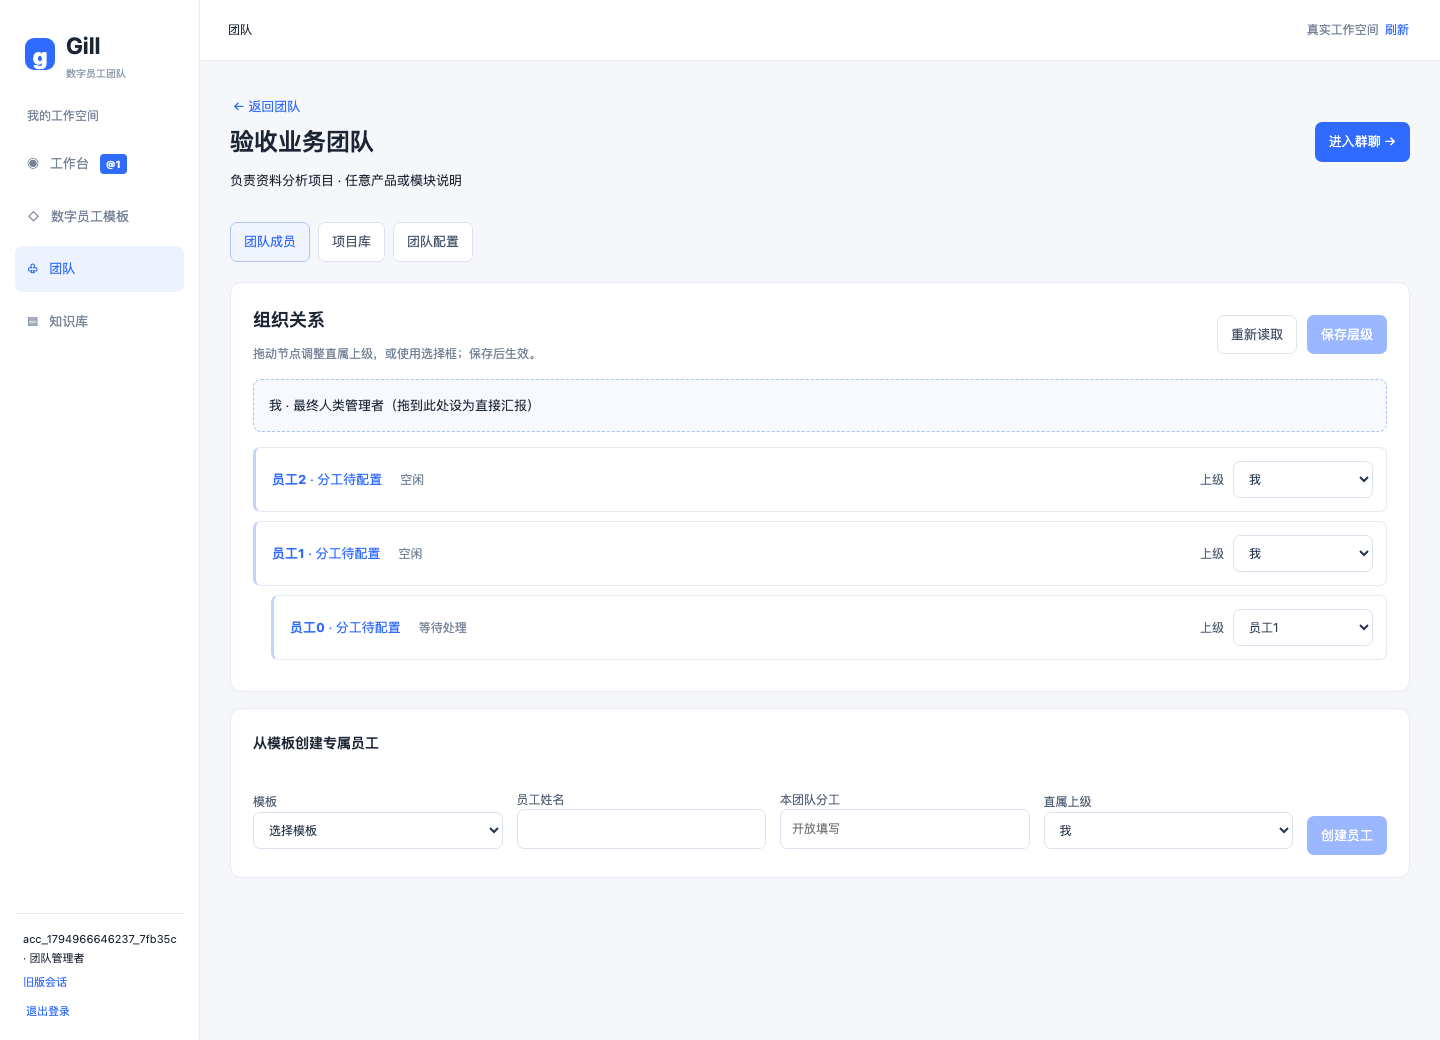 g Gill
数字员工团队
我的工作空间
工作台 @1
数字员工模板
团队
知识库
acc_1794966646237_7fb35c
· 团队管理者
旧版会话
退出登录
团队
真实工作空间 刷新
← 返回团队
验收业务团队
进入群聊 →
负责资料分析项目 · 任意产品或模块说明
团队成员 项目库 团队配置
组织关系
重新读取 保存层级
拖动节点调整直属上级，或使用选择框；保存后生效。
我 · 最终人类管理者（拖到此处设为直接汇报）
员工2 · 分工待配置 空闲 上级 我
员工1 · 分工待配置 空闲 上级 我
员工0 · 分工待配置 等待处理 上级 员工1
从模板创建专属员工
模板 员工姓名 本团队分工 直属上级
选择模板 开放填写 我 创建员工